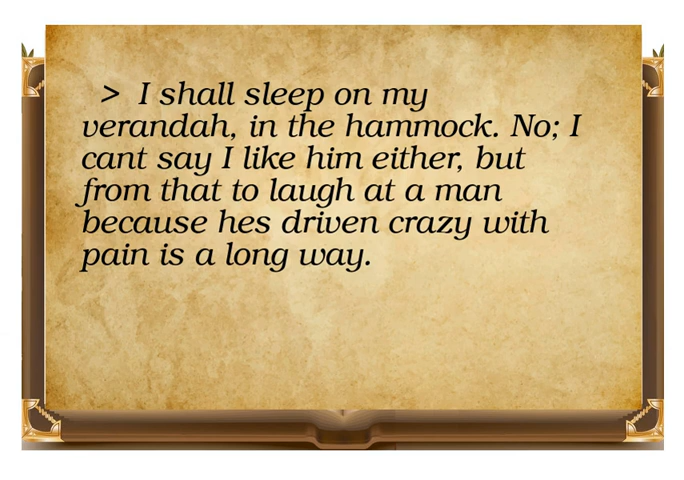 > I shall sleep on my
verandah, in the hammock. No; I
cant say I like him either, but
from that to laugh at a man
because hes driven crazy with
pain is a long way.